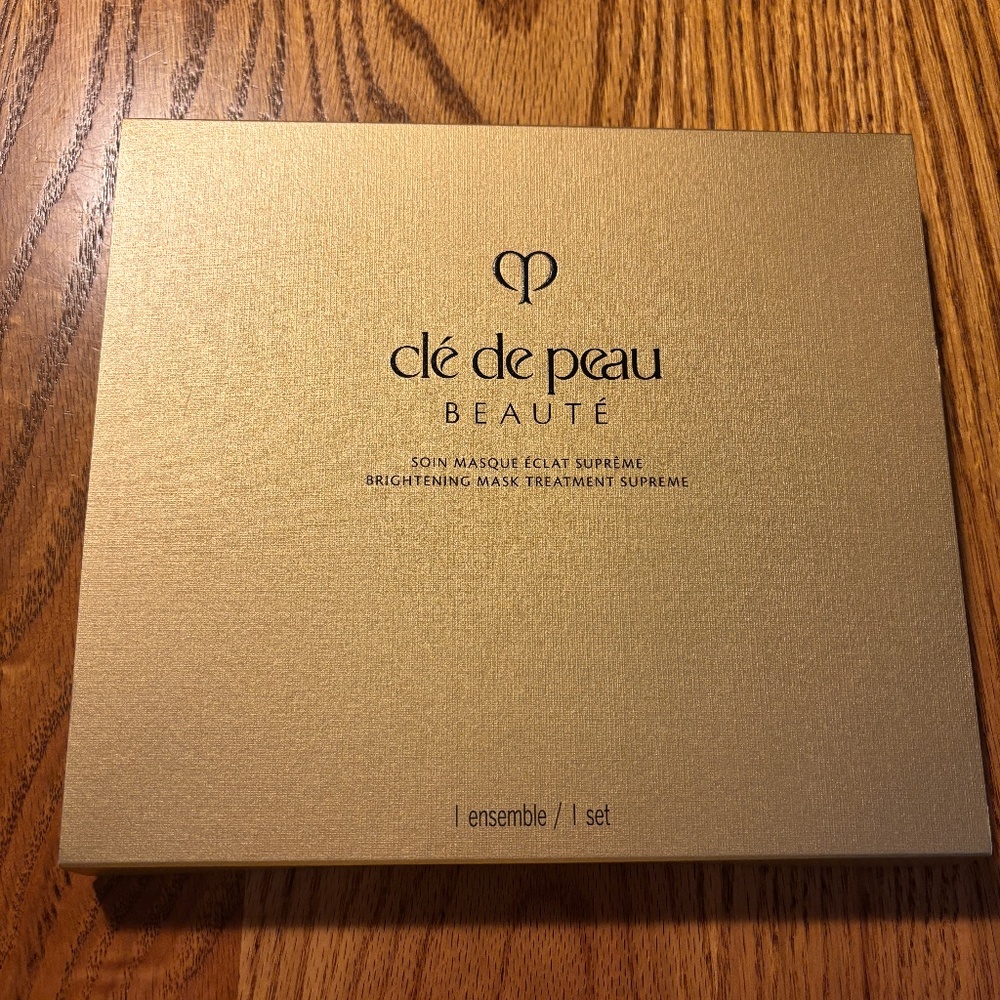 clé de peau
BEAUTÉ
SOIN MASQUE ÉCLAT SUPRÊME
BRIGHTENING MASK TREATMENT SUPREME
1 ensemble / 1 set